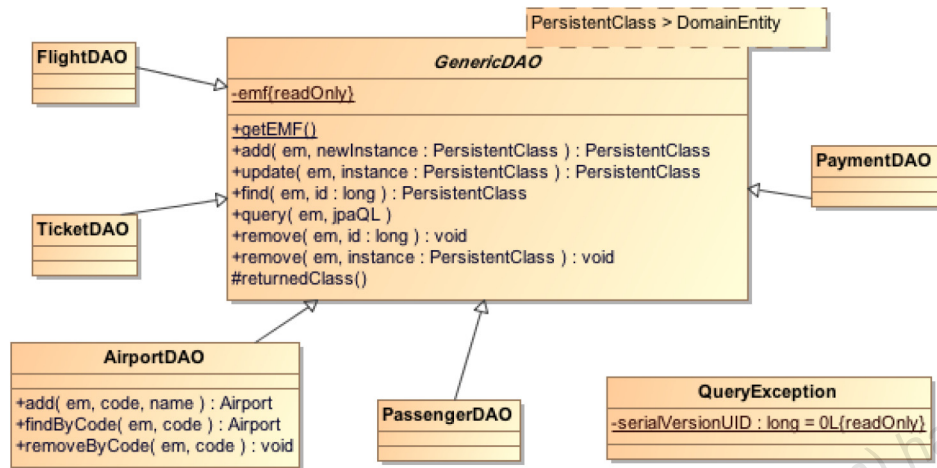 PersistentClass > DomainEntity
FlightDAO
GenericDAO
-emf{readOnly}
+getEMF()
+add( em, newInstance : PersistentClass ) : PersistentClass
+update( em, instance : PersistentClass ) : PersistentClass
+find( em, id : long ) : PersistentClass
+query( em, jpaQL )
+remove( em, id : long ) : void
+remove( em, instance : PersistentClass ) : void
#returnedClass()
PaymentDAO
TicketDAO
AirportDAO
+add( em, code, name ) : Airport
+findByCode( em, code ) : Airport
+removeByCode( em, code ) : void
PassengerDAO
QueryException
-serialVersionUID : long = 0L{readOnly}